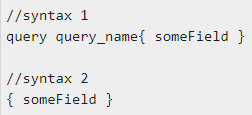 //syntax 1
query query_name{ someField }
//syntax 2
{ someField }